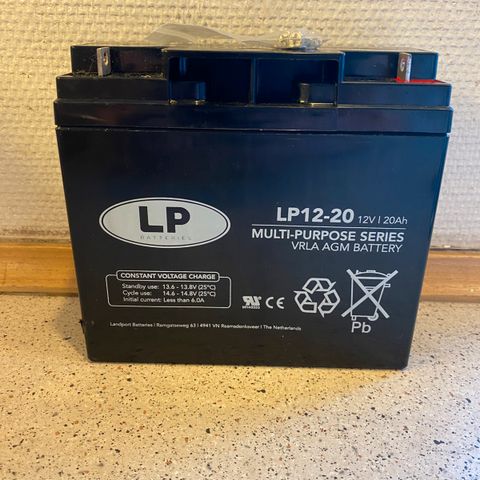 LP
BATTERIES
LP12-20 12V | 20Ah
MULTI-PURPOSE SERIES
VRLA AGM BATTERY
CONSTANT VOLTAGE CHARGE
Standby use: 13.6 - 13.8V (25°C)
Cycle use: 14.6 - 14.8V (25°C)
Initial current: Less than 6.0A
Landport Batteries | Ramgatseweg 63 | 4941 VN Raamsdonksveer | The Netherlands
CE
Pb